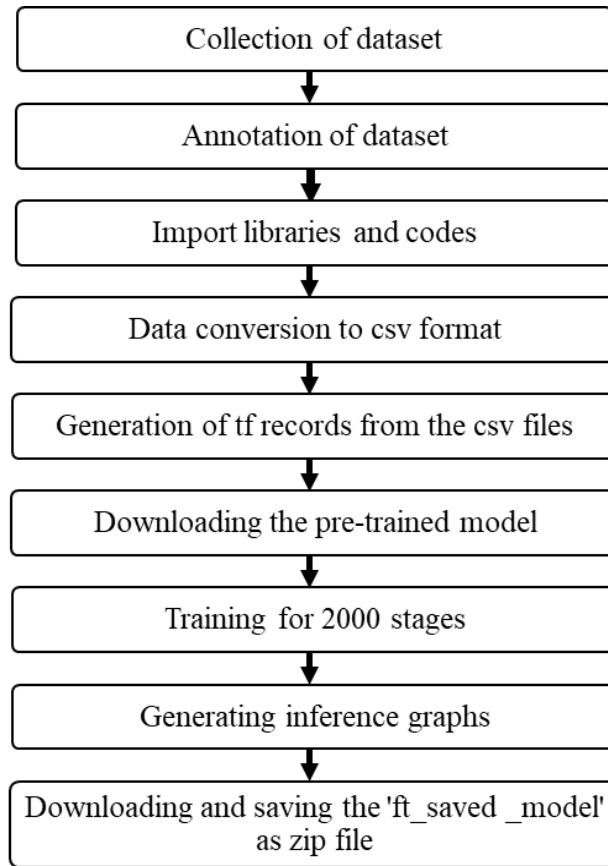 Collection of dataset
Annotation of dataset
Import libraries and codes
Data conversion to csv format
Generation of tf records from the csv files
Downloading the pre-trained model
Training for 2000 stages
Generating inference graphs
Downloading and saving the 'ft_saved _model'
as zip file